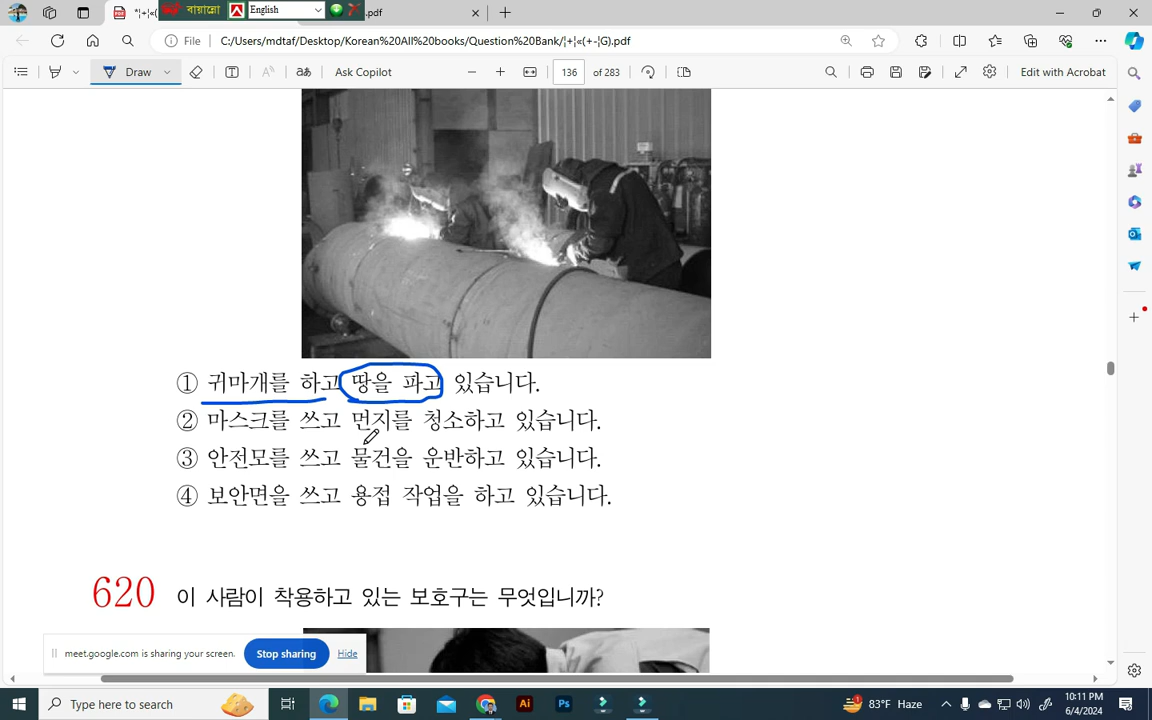 বায়ান্নো
English
.pdf
File
C:/Users/mdtaf/Desktop/Korean%20All%20books/Question%20Bank/¦+¦«(+-¦G).pdf
Draw
aあ
Ask Copilot
136
of 283
Edit with Acrobat
① 귀마개를 하고 땅을 파고 있습니다.
② 마스크를 쓰고 먼지를 청소하고 있습니다.
③ 안전모를 쓰고 물건을 운반하고 있습니다.
④ 보안면을 쓰고 용접 작업을 하고 있습니다.
620 이 사람이 착용하고 있는 보호구는 무엇입니까?
meet.google.com is sharing your screen.
Stop sharing
Hide
Type here to search
Ai
Ps
83°F Haze
10:11 PM
6/4/2024